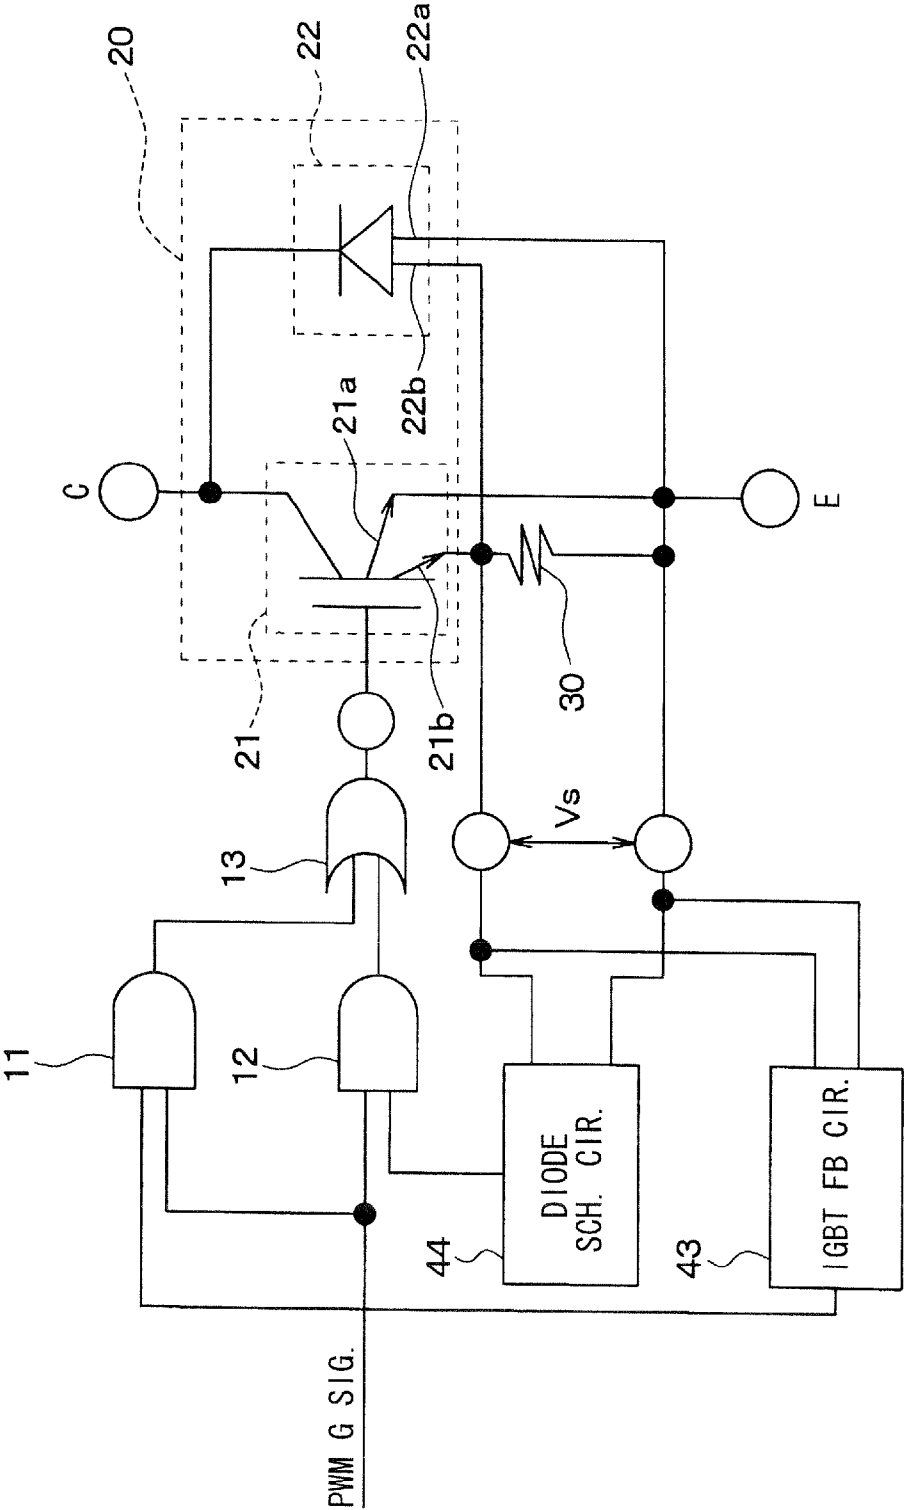 20
22
22a
C
21a
22b
E
21
21b
30
13
Vs
11
12
DIODE
SCH. CIR.
IGBT FB CIR.
44
43
PWM G SIG.